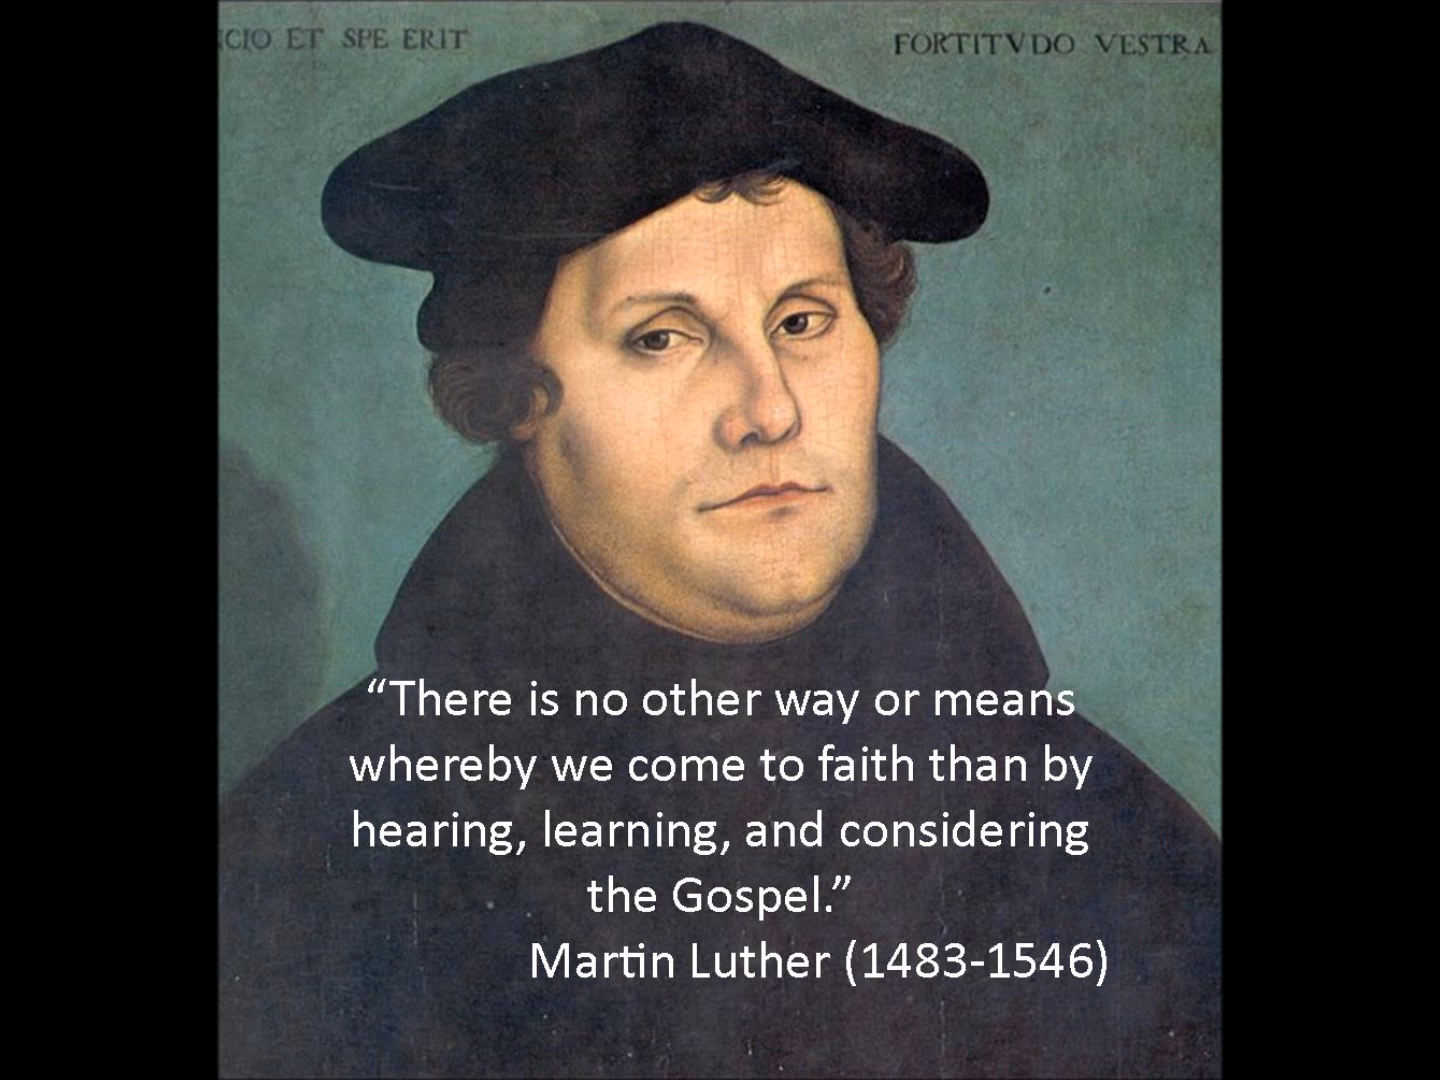 CIO ET SPE ERIT
FORTITVDO VESTRA
“There is no other way or means
whereby we come to faith than by
hearing, learning, and considering
the Gospel.”
Martin Luther (1483-1546)